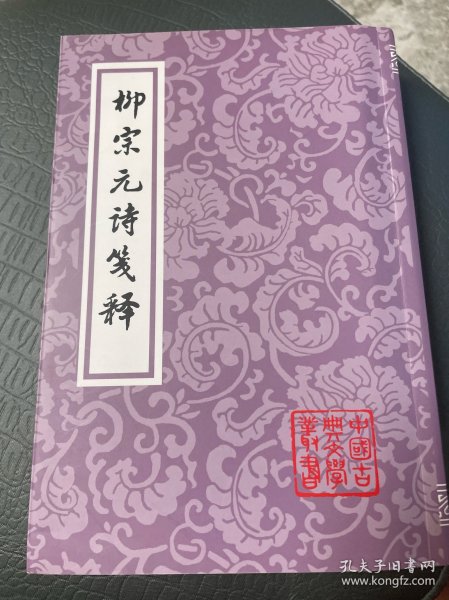 柳宗元诗笺释
中國古
典文學
叢書
孔夫子旧书网
www.kongfz.com